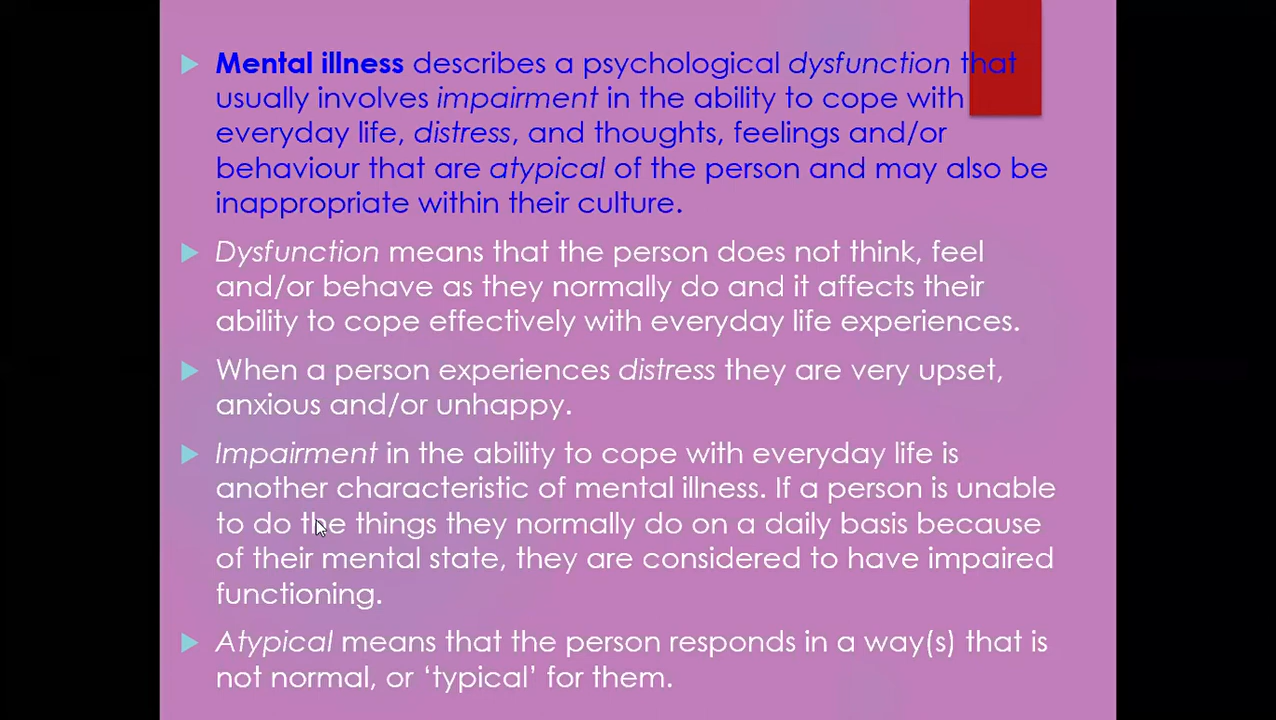 Mental illness describes a psychological dysfunction that
usually involves impairment in the ability to cope with
everyday life, distress, and thoughts, feelings and/or
behaviour that are atypical of the person and may also be
inappropriate within their culture.
Dysfunction means that the person does not think, feel
and/or behave as they normally do and it affects their
ability to cope effectively with everyday life experiences.
When a person experiences distress they are very upset,
anxious and/or unhappy.
Impairment in the ability to cope with everyday life is
another characteristic of mental illness. If a person is unable
to do the things they normally do on a daily basis because
of their mental state, they are considered to have impaired
functioning.
Atypical means that the person responds in a way(s) that is
not normal, or ‘typical’ for them.